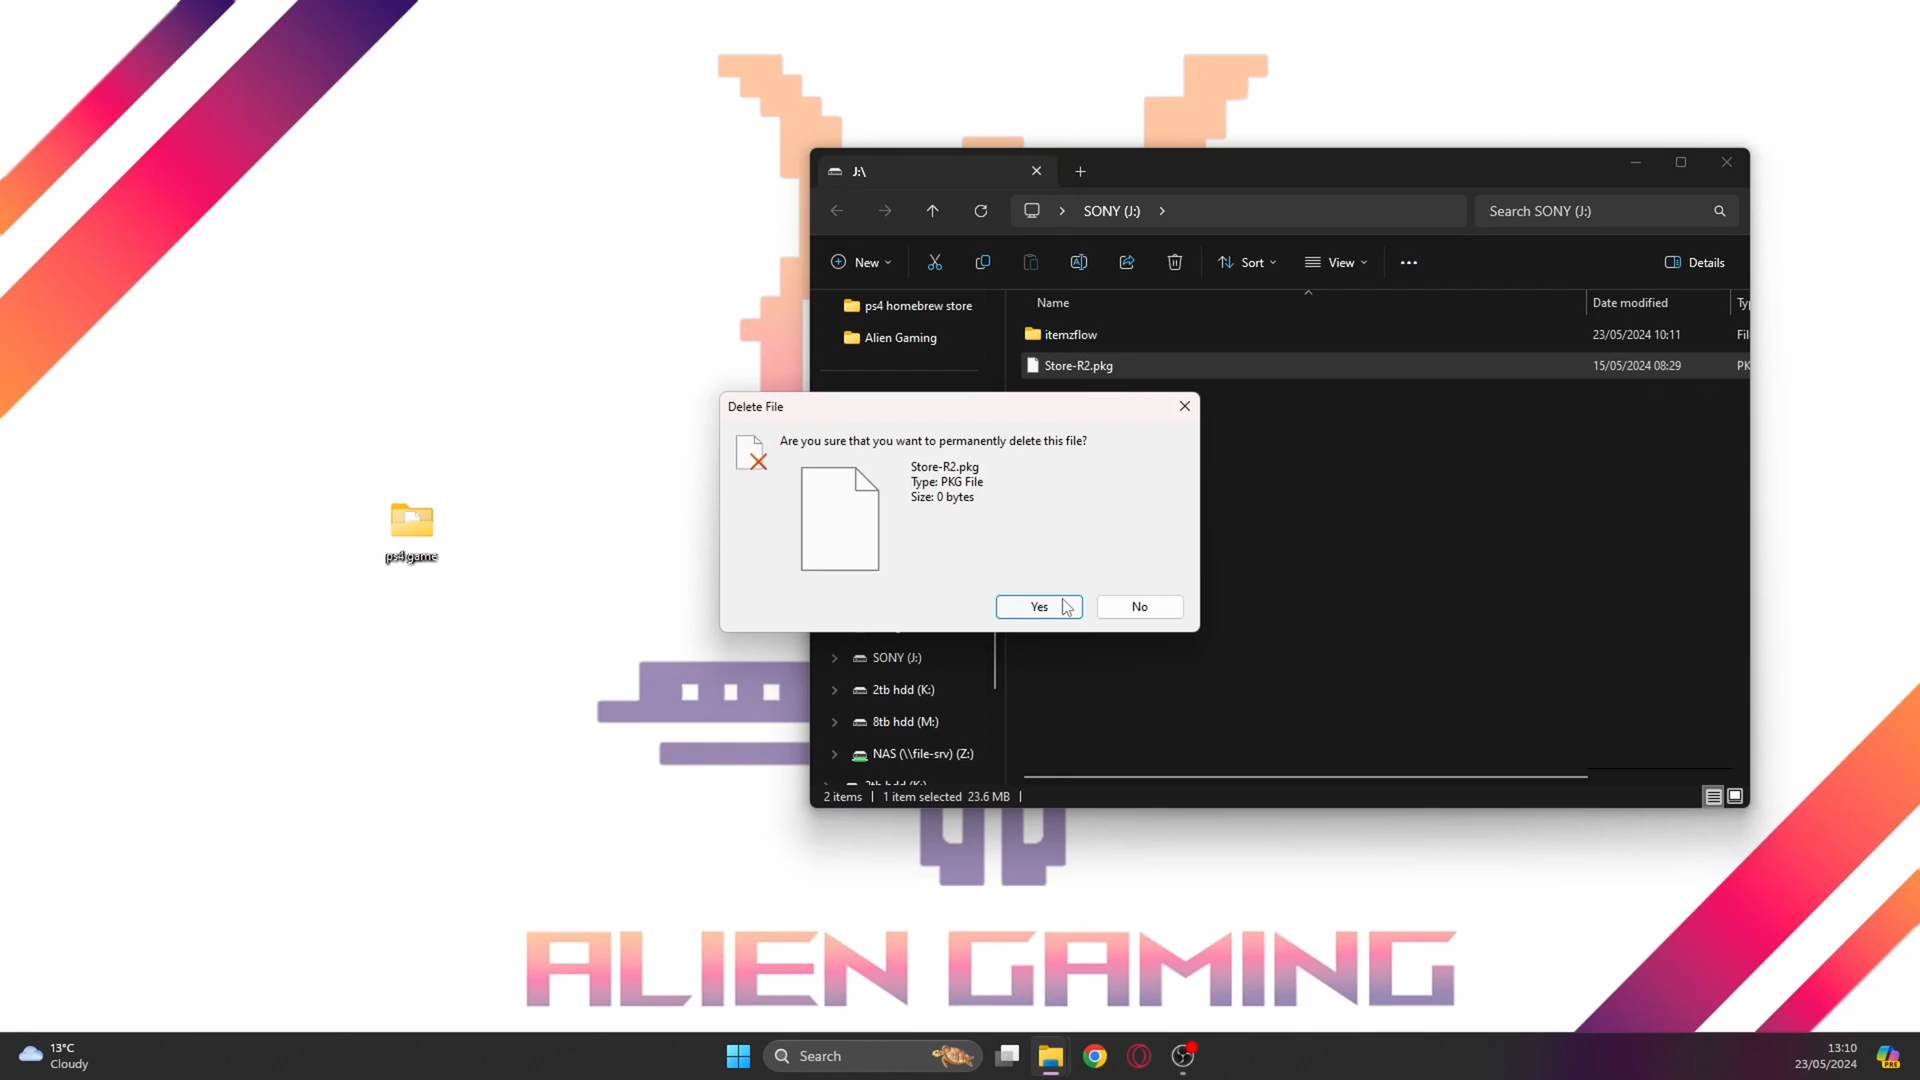 J:\
SONY (J:)
Search SONY (J:)
New
Sort
View
Details
ps4 homebrew store
Alien Gaming
Name
Date modified
itemzflow
23/05/2024 10:11
Store-R2.pkg
15/05/2024 08:29
Delete File
Are you sure that you want to permanently delete this file?
Store-R2.pkg
Type: PKG File
Size: 0 bytes
Yes
No
ps4 game
SONY (J:)
2tb hdd (K:)
8tb hdd (M:)
NAS (\\file-srv) (Z:)
2 items
1 item selected 23.6 MB
ALIEN GAMING
13°C
Cloudy
Search
13:10
23/05/2024
PRE